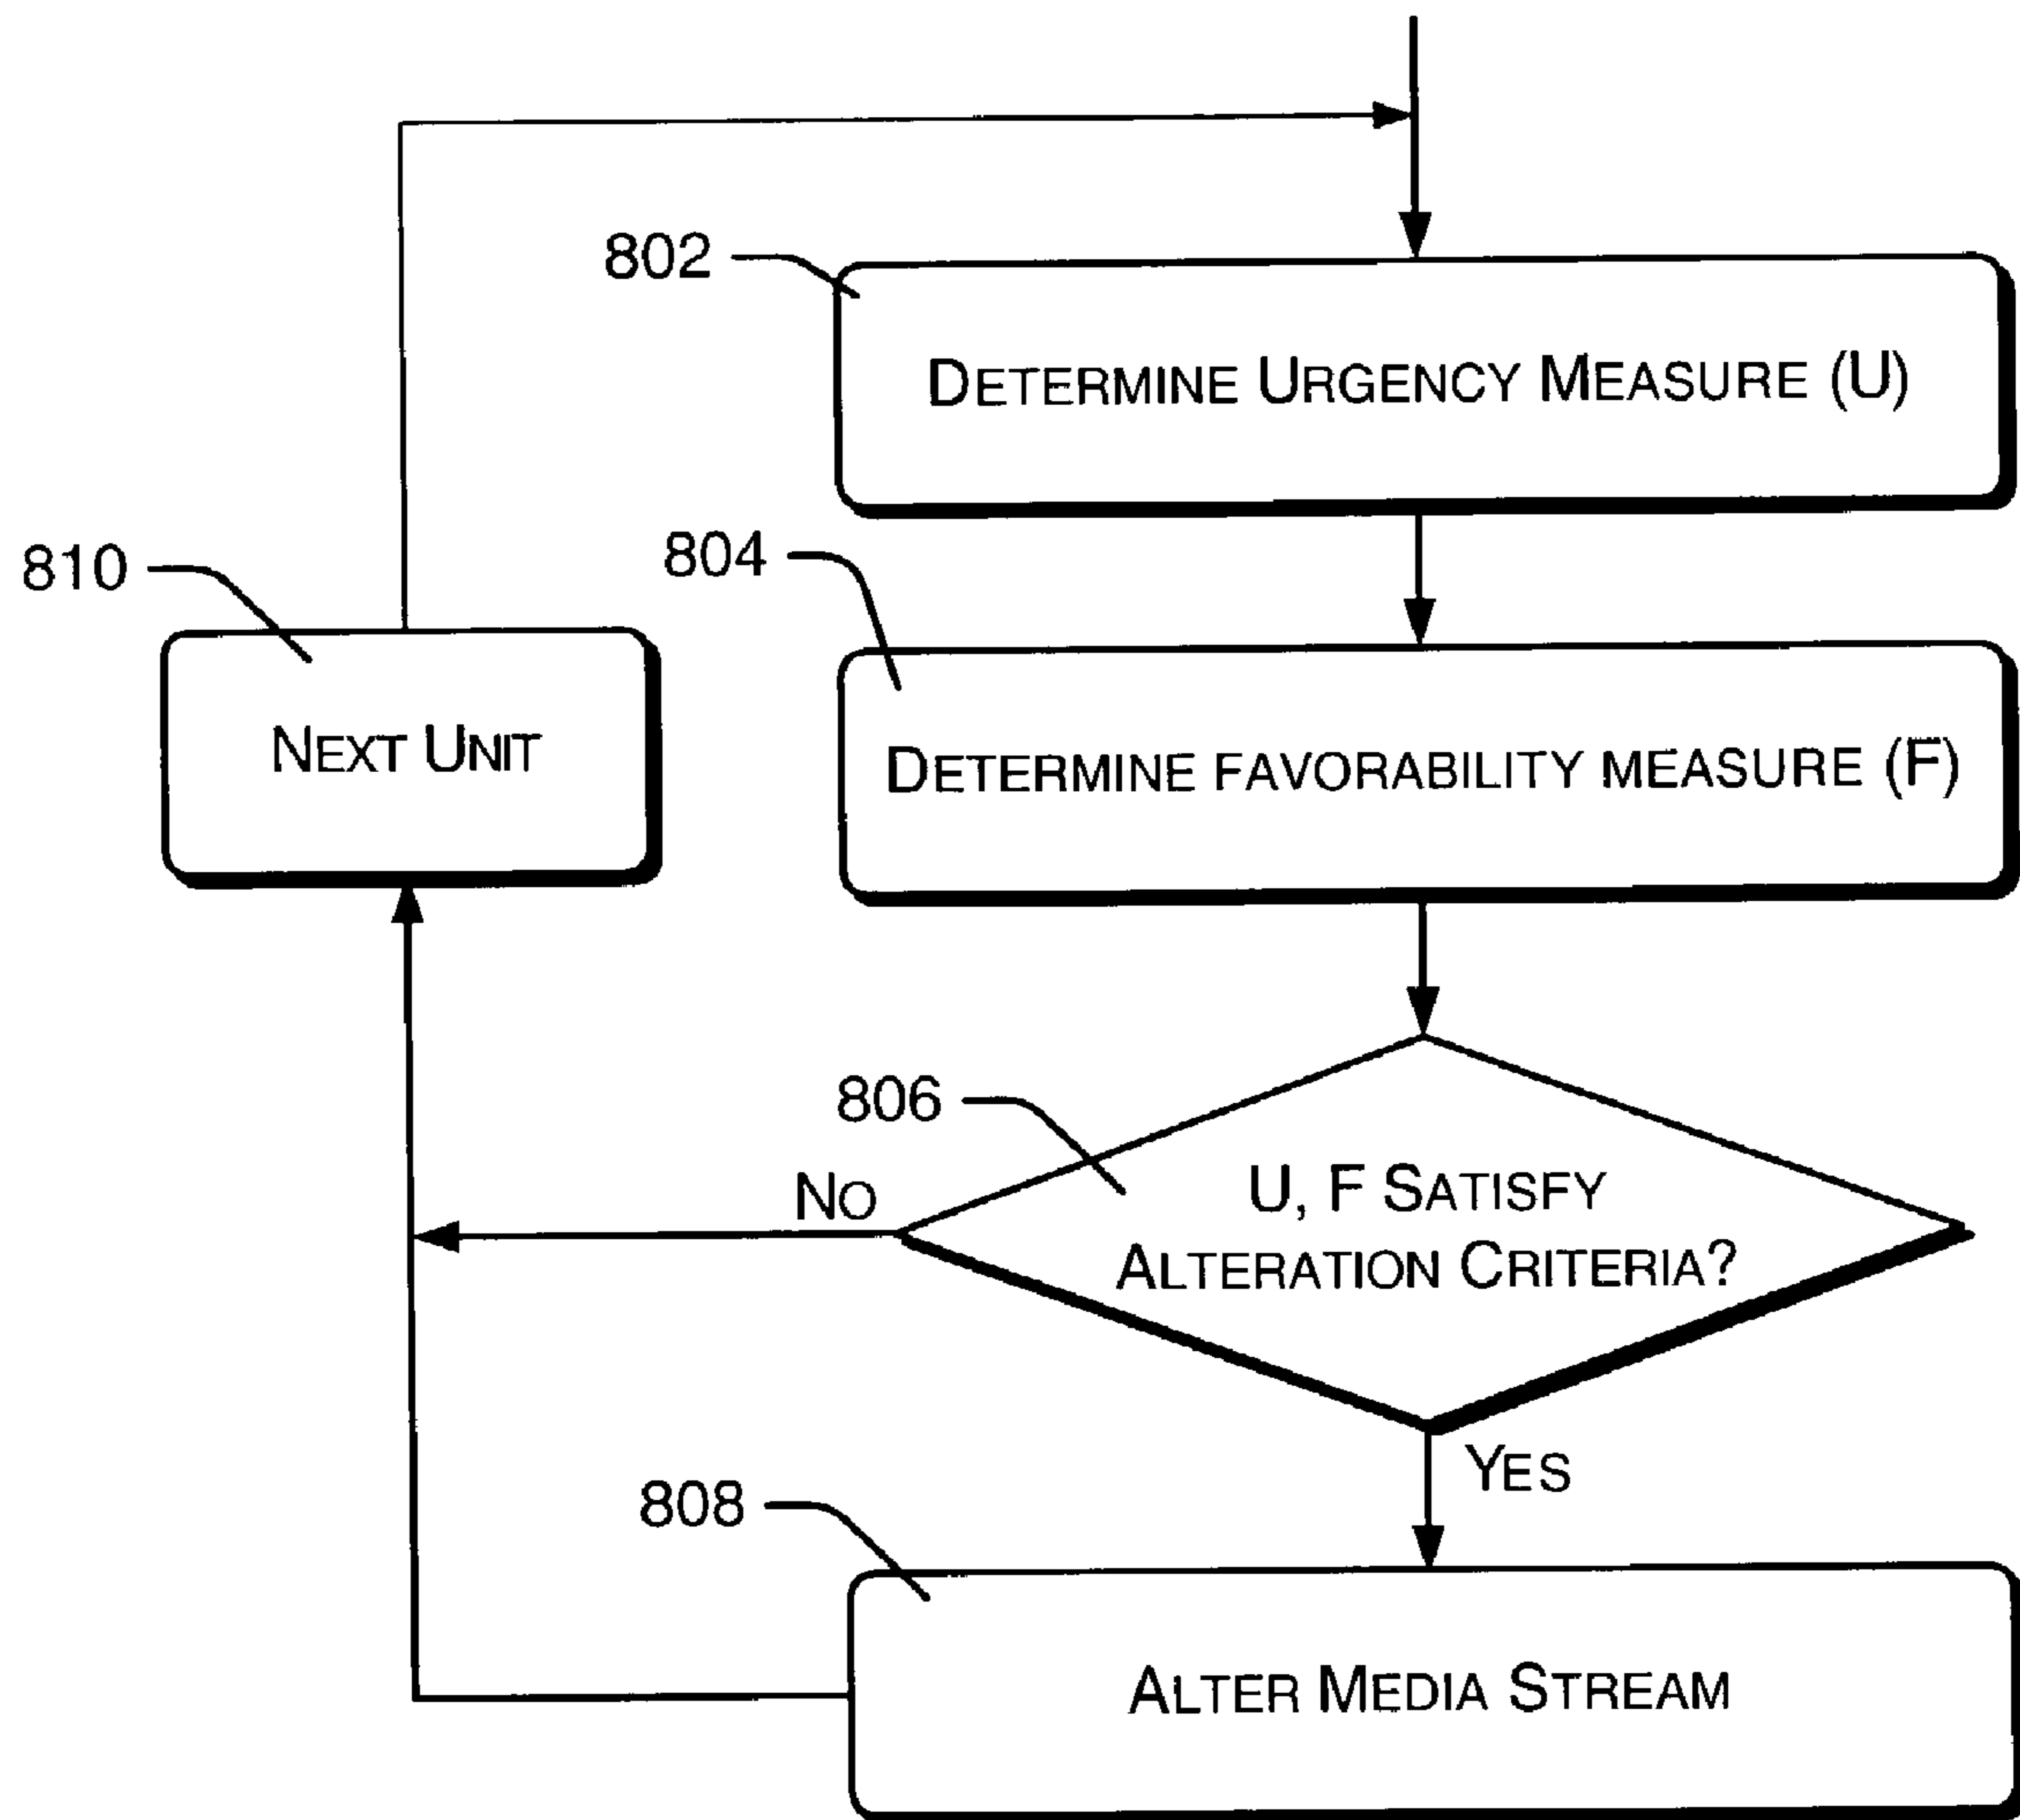 802
DETERMINE URGENCY MEASURE (U)
810
804
NEXT UNIT
DETERMINE FAVORABILITY MEASURE (F)
806
NO
U, F SATISFY
ALTERATION CRITERIA?
YES
808
ALTER MEDIA STREAM